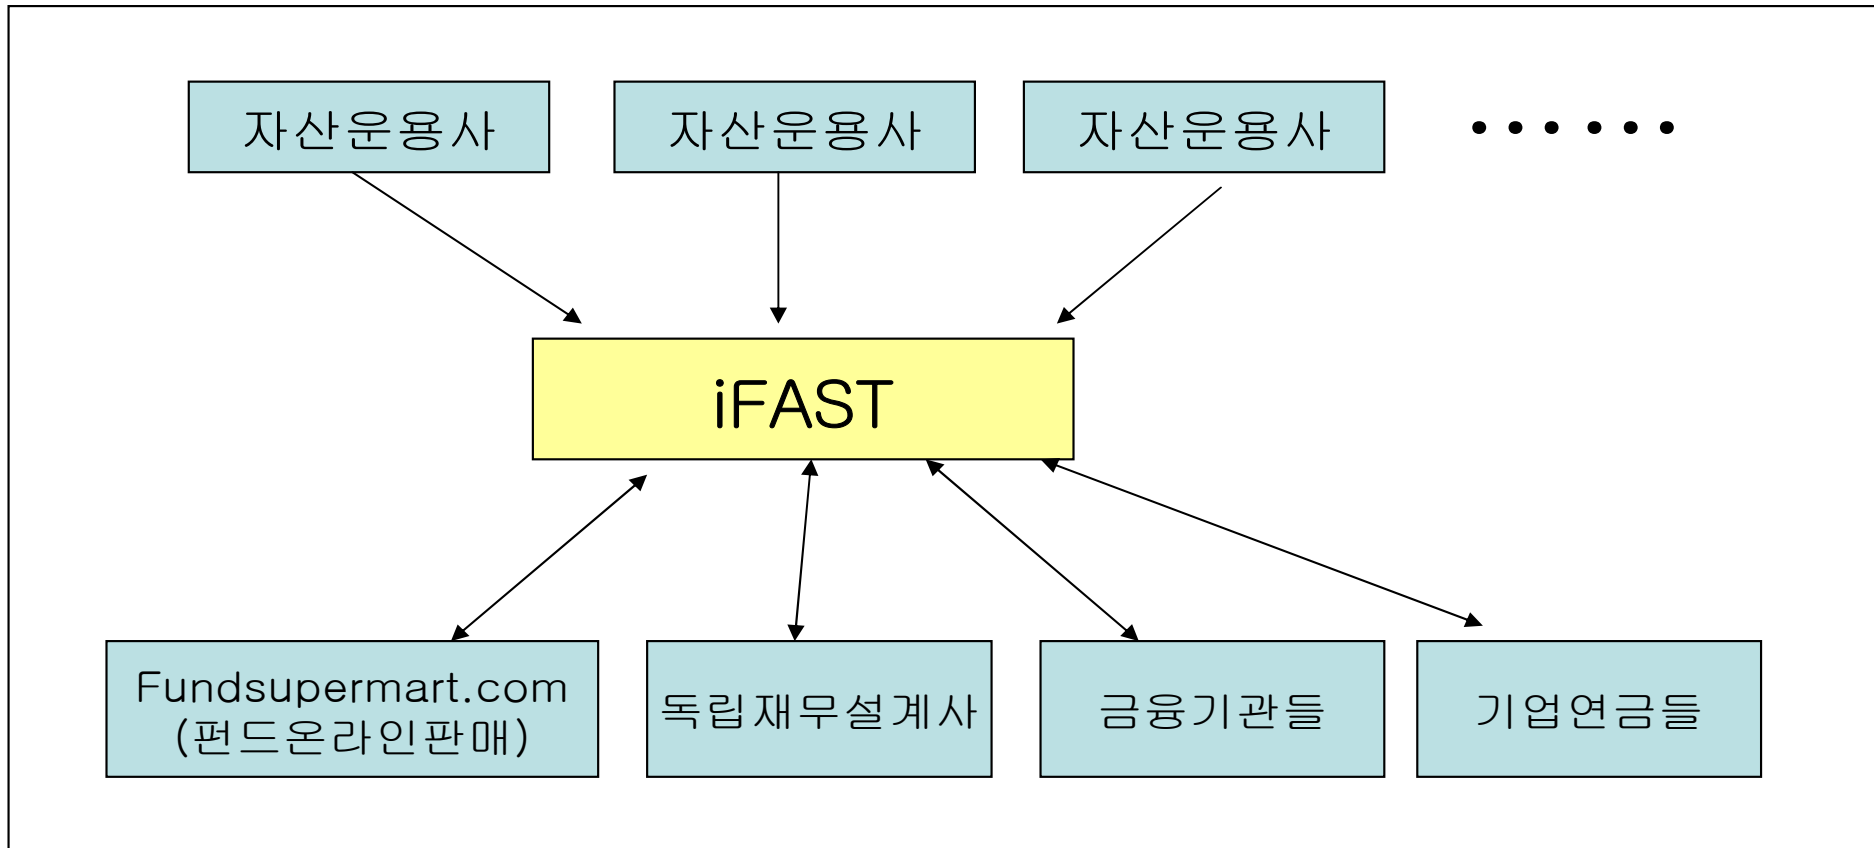 자산운용사 자산운용사 자산운용사 ······
iFAST
Fundsupermart.com
(펀드온라인판매)
독립재무설계사
금융기관들
기업연금들